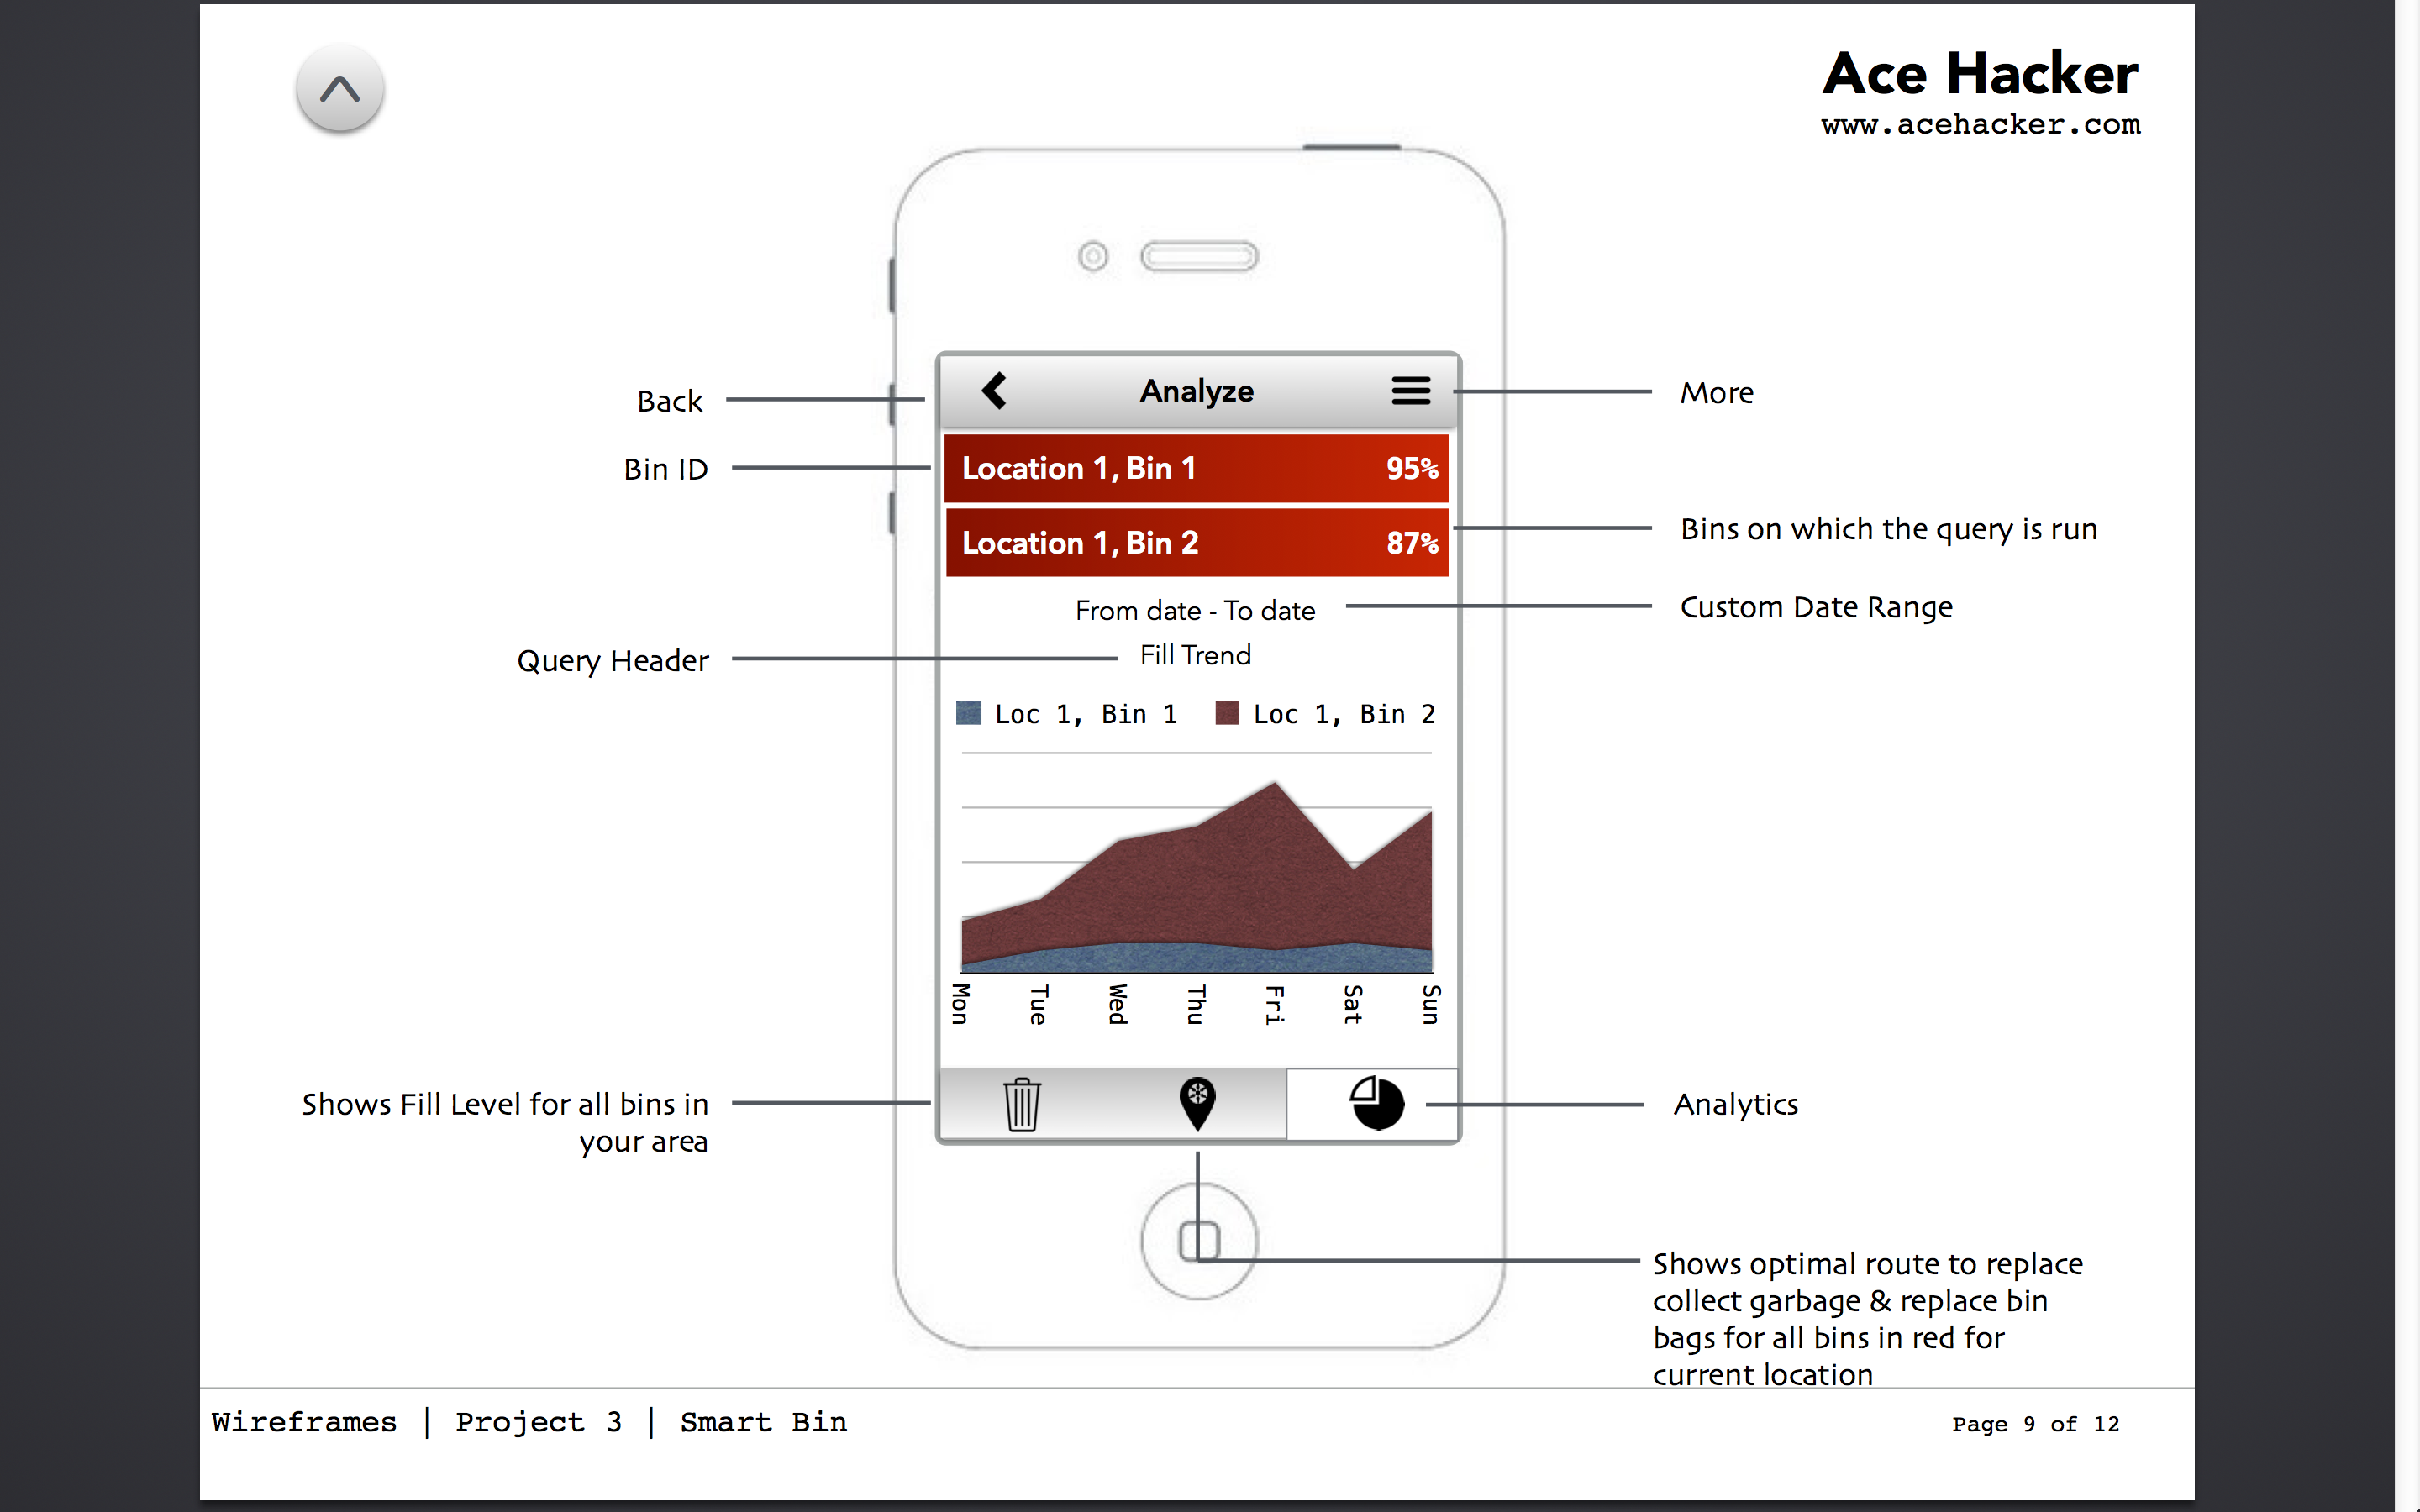 Ace Hacker
www.acehacker.com
Analyze
Back
More
Location 1, Bin 1 95%
Bin ID
Location 1, Bin 2 87%
Bins on which the query is run
From date - To date
Custom Date Range
Fill Trend
Query Header
Loc 1, Bin 1 Loc 1, Bin 2
Mon Tue Wed Thu Fri Sat Sun
Shows Fill Level for all bins in
your area
Analytics
Shows optimal route to replace
collect garbage & replace bin
bags for all bins in red for
current location
Wireframes | Project 3 | Smart Bin
Page 9 of 12